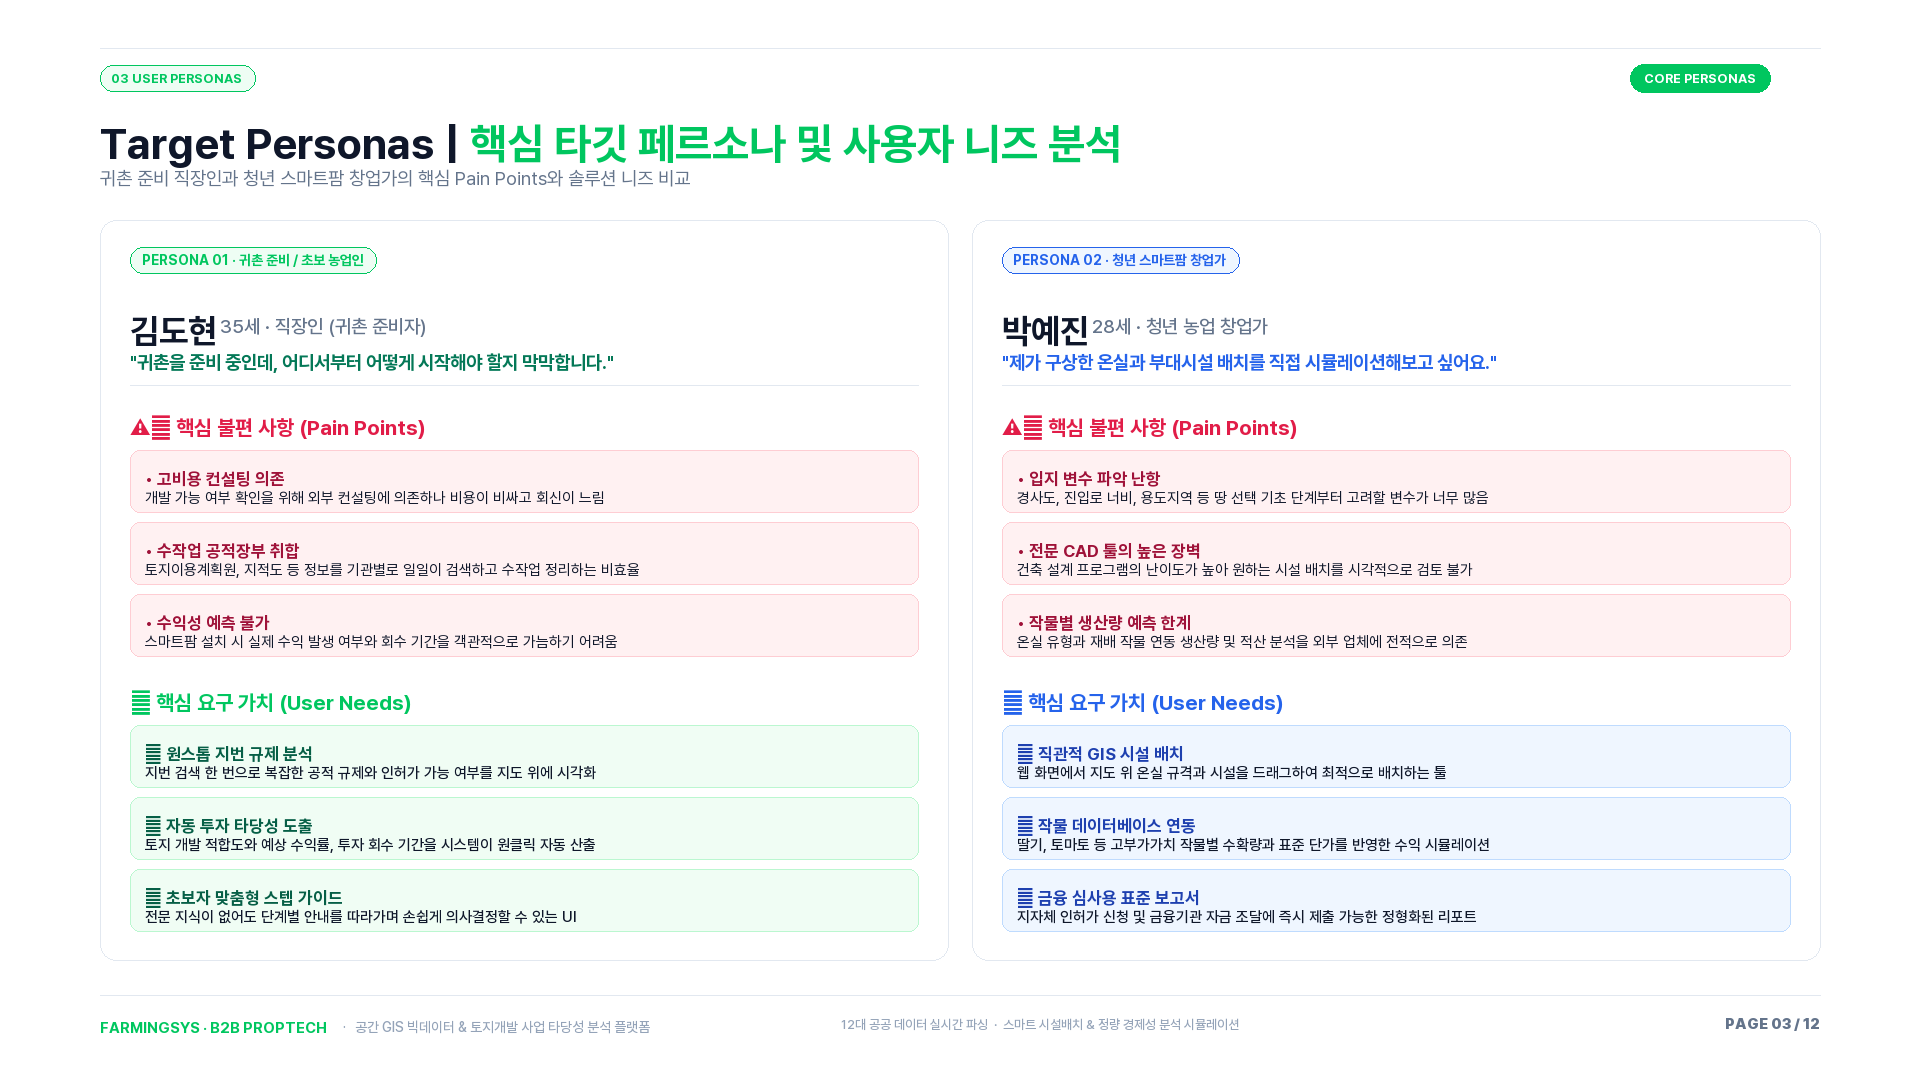 03 USER PERSONAS
CORE PERSONAS
Target Personas | 핵심 타깃 페르소나 및 사용자 니즈 분석
귀촌 준비 직장인과 청년 스마트팜 창업가의 핵심 Pain Points와 솔루션 니즈 비교
PERSONA 01 · 귀촌 준비 / 초보 농업인
김도현 35세 · 직장인 (귀촌 준비자)
"귀촌을 준비 중인데, 어디서부터 어떻게 시작해야 할지 막막합니다."
⚠ 핵심 불편 사항 (Pain Points)
• 고비용 컨설팅 의존
개발 가능 여부 확인을 위해 외부 컨설팅에 의존하나 비용이 비싸고 회신이 느림
• 수작업 공적장부 취합
토지이용계획원, 지적도 등 정보를 기관별로 일일이 검색하고 수작업 정리하는 비효율
• 수익성 예측 불가
스마트팜 설치 시 실제 수익 발생 여부와 회수 기간을 객관적으로 가늠하기 어려움
핵심 요구 가치 (User Needs)
원스톱 지번 규제 분석
지번 검색 한 번으로 복잡한 공적 규제와 인허가 가능 여부를 지도 위에 시각화
자동 투자 타당성 도출
토지 개발 적합도와 예상 수익률, 투자 회수 기간을 시스템이 원클릭 자동 산출
초보자 맞춤형 스텝 가이드
전문 지식이 없어도 단계별 안내를 따라가며 손쉽게 의사결정할 수 있는 UI
PERSONA 02 · 청년 스마트팜 창업가
박예진 28세 · 청년 농업 창업가
"제가 구상한 온실과 부대시설 배치를 직접 시뮬레이션해보고 싶어요."
⚠ 핵심 불편 사항 (Pain Points)
• 입지 변수 파악 난항
경사도, 진입로 너비, 용도지역 등 땅 선택 기초 단계부터 고려할 변수가 너무 많음
• 전문 CAD 툴의 높은 장벽
건축 설계 프로그램의 난이도가 높아 원하는 시설 배치를 시각적으로 검토 불가
• 작물별 생산량 예측 한계
온실 유형과 재배 작물 연동 생산량 및 적산 분석을 외부 업체에 전적으로 의존
핵심 요구 가치 (User Needs)
직관적 GIS 시설 배치
웹 화면에서 지도 위 온실 규격과 시설을 드래그하여 최적으로 배치하는 툴
작물 데이터베이스 연동
딸기, 토마토 등 고부가가치 작물별 수확량과 표준 단가를 반영한 수익 시뮬레이션
금융 심사용 표준 보고서
지자체 인허가 신청 및 금융기관 자금 조달에 즉시 제출 가능한 정형화된 리포트
FARMINGSYS · B2B PROPTECH · 공간 GIS 빅데이터 & 토지개발 사업 타당성 분석 플랫폼
12대 공공 데이터 실시간 파싱 · 스마트 시설배치 & 정량 경제성 분석 시뮬레이션
PAGE 03 / 12